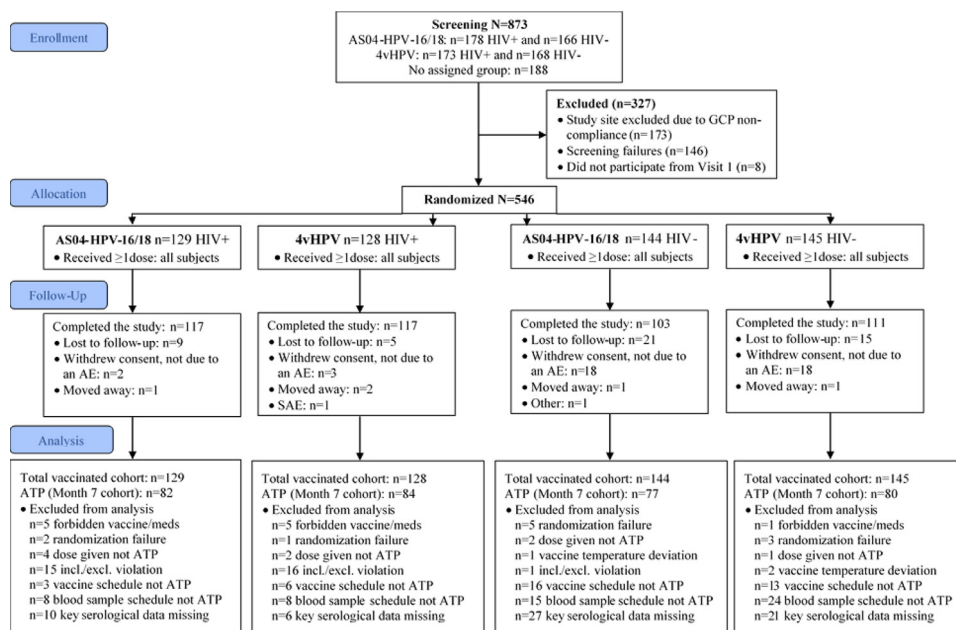 Enrollment
Screening N=873
AS04-HPV-16/18: n=178 HIV+ and n=166 HIV-
4vHPV: n=173 HIV+ and n=168 HIV-
No assigned group: n=188
Excluded (n=327)
• Study site excluded due to GCP non-
compliance (n=173)
• Screening failures (n=146)
• Did not participate from Visit 1 (n=8)
Allocation
Randomized N=546
AS04-HPV-16/18 n=129 HIV+
• Received ≥1dose: all subjects
4vHPV n=128 HIV+
• Received ≥1dose: all subjects
AS04-HPV-16/18 n=144 HIV-
• Received ≥1dose: all subjects
4vHPV n=145 HIV-
• Received ≥1dose: all subjects
Follow-Up
Completed the study: n=117
• Lost to follow-up: n=9
• Withdrew consent, not due to
an AE: n=2
• Moved away: n=1
Completed the study: n=117
• Lost to follow-up: n=5
• Withdrew consent, not due to
an AE: n=3
• Moved away: n=2
• SAE: n=1
Completed the study: n=103
• Lost to follow-up: n=21
• Withdrew consent, not due to
an AE: n=18
• Moved away: n=1
• Other: n=1
Completed the study: n=111
• Lost to follow-up: n=15
• Withdrew consent, not due to
an AE: n=18
• Moved away: n=1
Analysis
Total vaccinated cohort: n=129
ATP (Month 7 cohort): n=82
• Excluded from analysis
n=5 forbidden vaccine/meds
n=2 randomization failure
n=4 dose given not ATP
n=15 incl./excl. violation
n=3 vaccine schedule not ATP
n=8 blood sample schedule not ATP
n=10 key serological data missing
Total vaccinated cohort: n=128
ATP (Month 7 cohort): n=84
• Excluded from analysis
n=5 forbidden vaccine/meds
n=1 randomization failure
n=2 dose given not ATP
n=16 incl./excl. violation
n=6 vaccine schedule not ATP
n=8 blood sample schedule not ATP
n=6 key serological data missing
Total vaccinated cohort: n=144
ATP (Month 7 cohort): n=77
• Excluded from analysis
n=5 randomization failure
n=2 dose given not ATP
n=1 vaccine temperature deviation
n=1 incl./excl. violation
n=16 vaccine schedule not ATP
n=15 blood sample schedule not ATP
n=27 key serological data missing
Total vaccinated cohort: n=145
ATP (Month 7 cohort): n=80
• Excluded from analysis
n=1 forbidden vaccine/meds
n=3 randomization failure
n=1 dose given not ATP
n=2 vaccine temperature deviation
n=13 vaccine schedule not ATP
n=24 blood sample schedule not ATP
n=21 key serological data missing